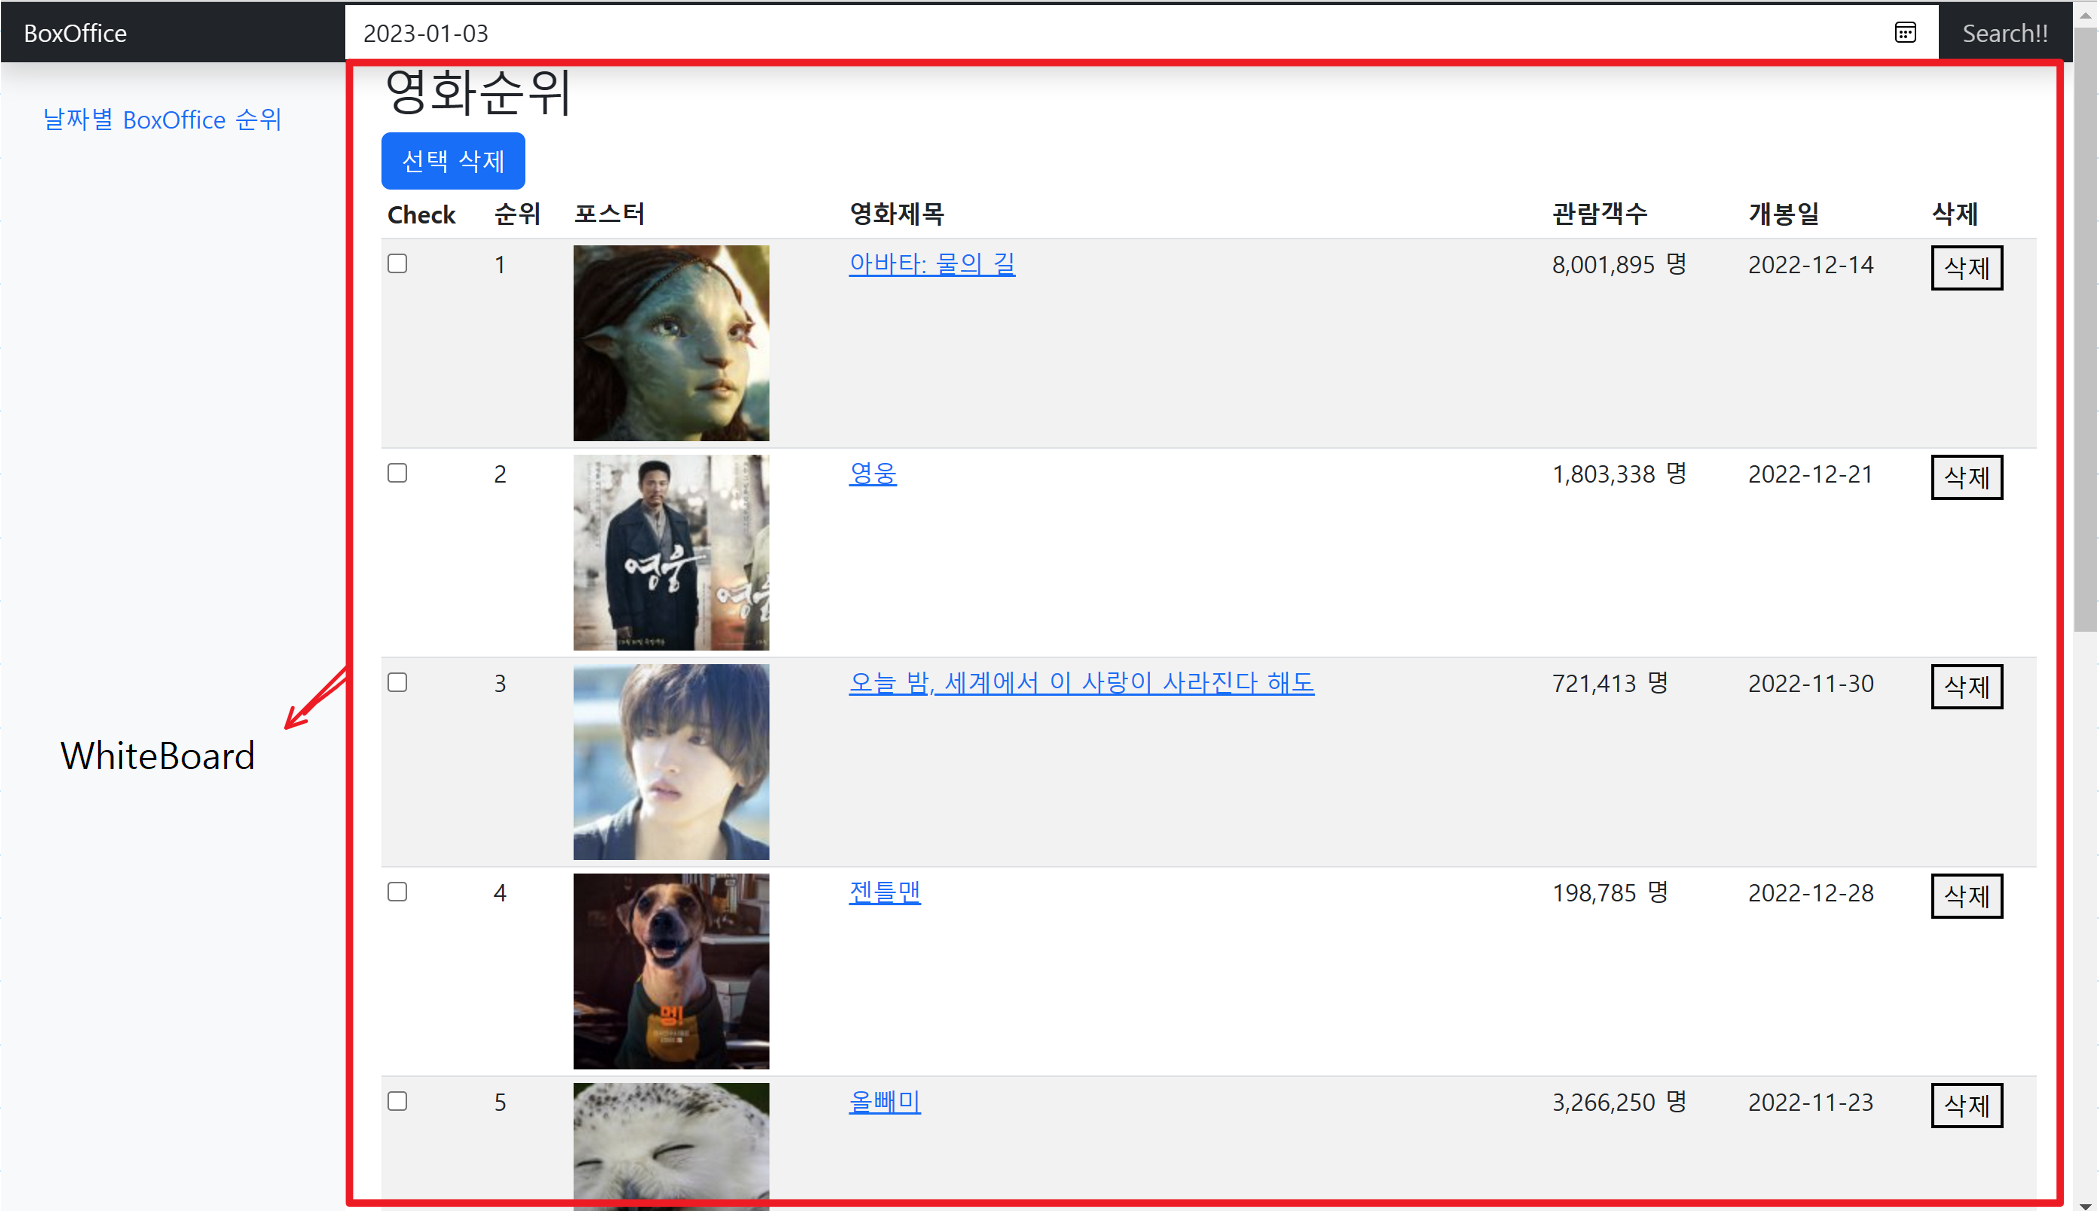 BoxOffice 2023-01-03 Search!!
날짜별 BoxOffice 순위
영화순위
선택 삭제
Check 순위 포스터 영화제목 관람객수 개봉일 삭제
1 아바타: 물의 길 8,001,895 명 2022-12-14 삭제
2 영웅 1,803,338 명 2022-12-21 삭제
영웅
3 오늘 밤, 세계에서 이 사랑이 사라진다 해도 721,413 명 2022-11-30 삭제
WhiteBoard
4 젠틀맨 198,785 명 2022-12-28 삭제
멍!
5 올빼미 3,266,250 명 2022-11-23 삭제